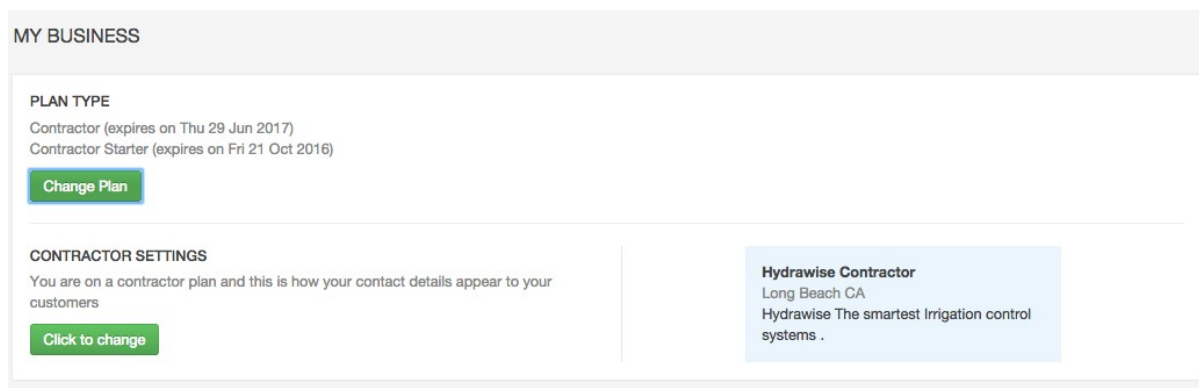 MY BUSINESS
PLAN TYPE
Contractor (expires on Thu 29 Jun 2017)
Contractor Starter (expires on Fri 21 Oct 2016)
Change Plan
CONTRACTOR SETTINGS
You are on a contractor plan and this is how your contact details appear to your
customers
Click to change
Hydrawise Contractor
Long Beach CA
Hydrawise The smartest Irrigation control
systems .